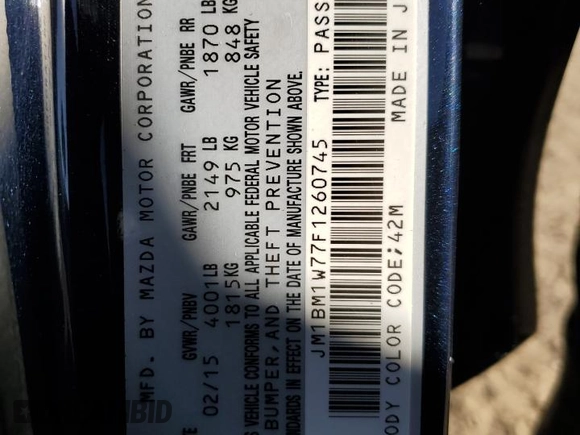 MFD. BY MAZDA MOTOR CORPORATION
GVWR/PNBV GAWR/PNBE FRT GAWR/PNBE RR
02/15 4001LB 2149 LB 1870 LB
1815KG 975 KG 848 KG
VEHICLE CONFORMS TO ALL APPLICABLE FEDERAL MOTOR VEHICLE SAFETY
BUMPER, AND THEFT PREVENTION
IN EFFECT ON THE DATE OF MANUFACTURE SHOWN ABOVE.
JM1BM1W77F1260745 TYPE: PASS
COLOR CODE;42M MADE IN J